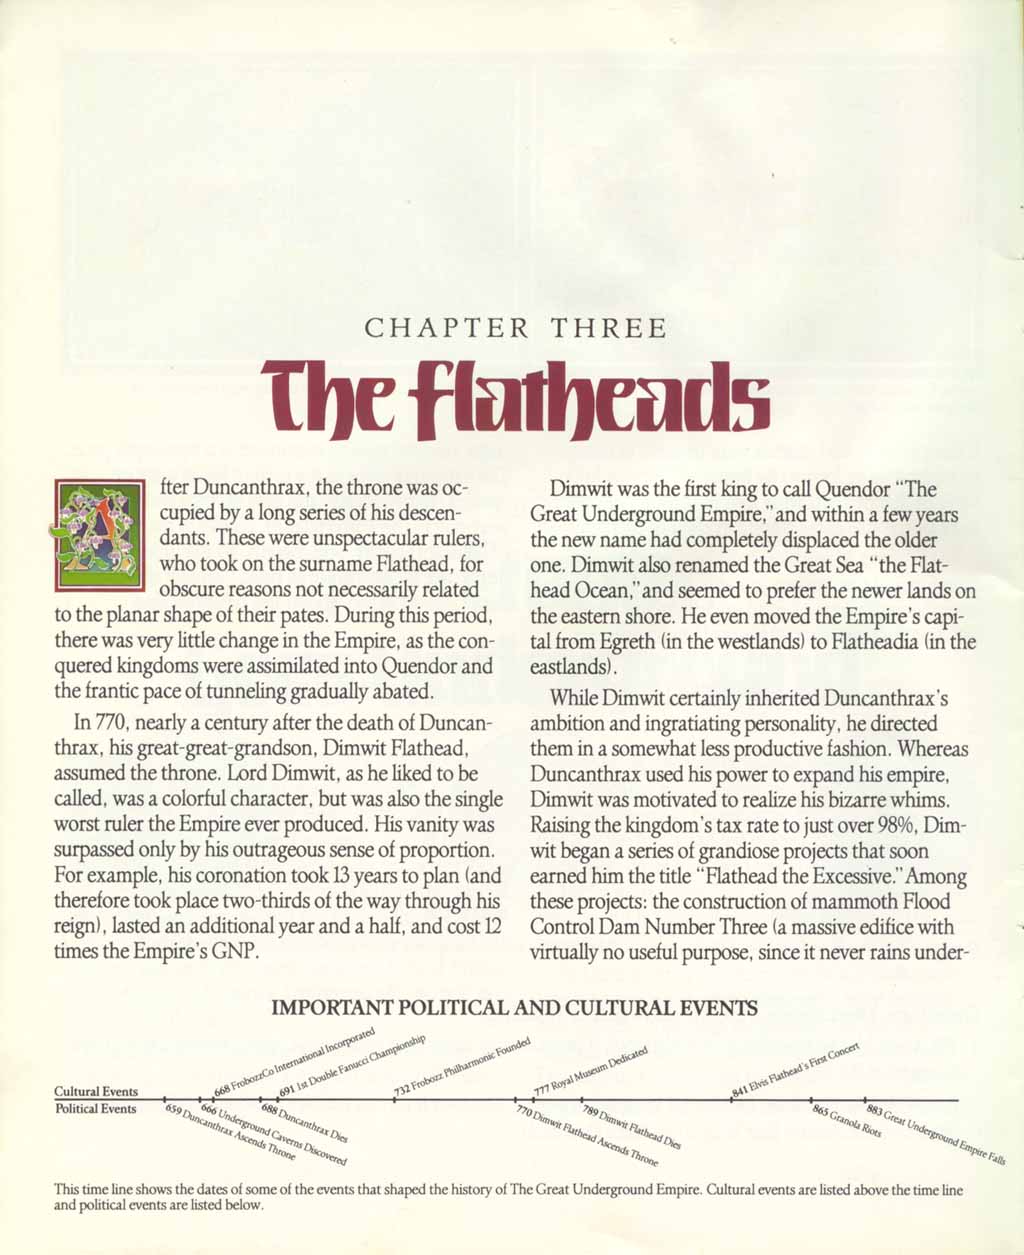 CHAPTER THREE
The Flatheads
After Duncanthrax, the throne was oc-
cupied by a long series of his descen-
dants. These were unspectacular rulers,
who took on the surname Flathead, for
obscure reasons not necessarily related
to the planar shape of their pates. During this period,
there was very little change in the Empire, as the con-
quered kingdoms were assimilated into Quendor and
the frantic pace of tunneling gradually abated.
In 770, nearly a century after the death of Duncan-
thrax, his great-great-grandson, Dimwit Flathead,
assumed the throne. Lord Dimwit, as he liked to be
called, was a colorful character, but was also the single
worst ruler the Empire ever produced. His vanity was
surpassed only by his outrageous sense of proportion.
For example, his coronation took 13 years to plan (and
therefore took place two-thirds of the way through his
reign), lasted an additional year and a half, and cost 12
times the Empire's GNP.
Dimwit was the first king to call Quendor "The
Great Underground Empire," and within a few years
the new name had completely displaced the older
one. Dimwit also renamed the Great Sea "the Flat-
head Ocean," and seemed to prefer the newer lands on
the eastern shore. He even moved the Empire's capi-
tal from Egreth (in the westlands) to Flatheadia (in the
eastlands).
While Dimwit certainly inherited Duncanthrax's
ambition and ingratiating personality, he directed
them in a somewhat less productive fashion. Whereas
Duncanthrax used his power to expand his empire,
Dimwit was motivated to realize his bizarre whims.
Raising the kingdom's tax rate to just over 98%, Dim-
wit began a series of grandiose projects that soon
earned him the title "Flathead the Excessive." Among
these projects: the construction of mammoth Flood
Control Dam Number Three (a massive edifice with
virtually no useful purpose, since it never rains under-
IMPORTANT POLITICAL AND CULTURAL EVENTS
Cultural Events
668 FrobozzCo International Incorporated
691 1st Double Fanucci Championship
732 Frobozz Philharmonic Founded
777 Royal Museum Dedicated
841 Elvis Flathead's First Concert
Political Events
659 Duncanthrax Ascends Throne
666 Underground Caverns Discovered
688 Duncanthrax Dies
770 Dimwit Flathead Ascends Throne
789 Dimwit Flathead Dies
865 Granola Riots
883 Great Underground Empire Falls
This time line shows the dates of some of the events that shaped the history of The Great Underground Empire. Cultural events are listed above the time line
and political events are listed below.